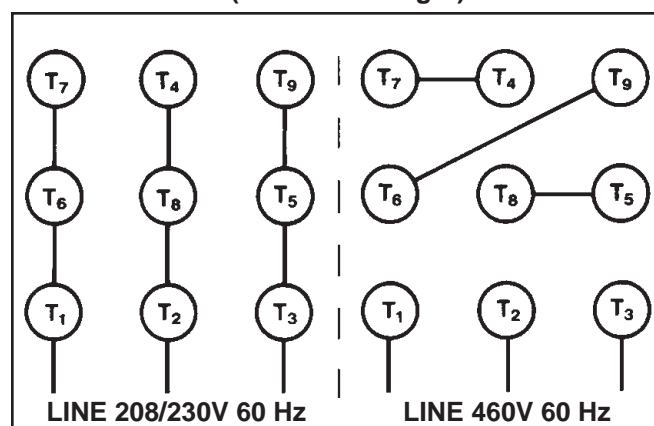 T₇ T₄ T₉ T₇ T₄ T₉
T₆ T₈ T₅ T₆ T₈ T₅
T₁ T₂ T₃ T₁ T₂ T₃
LINE 208/230V 60 Hz LINE 460V 60 Hz